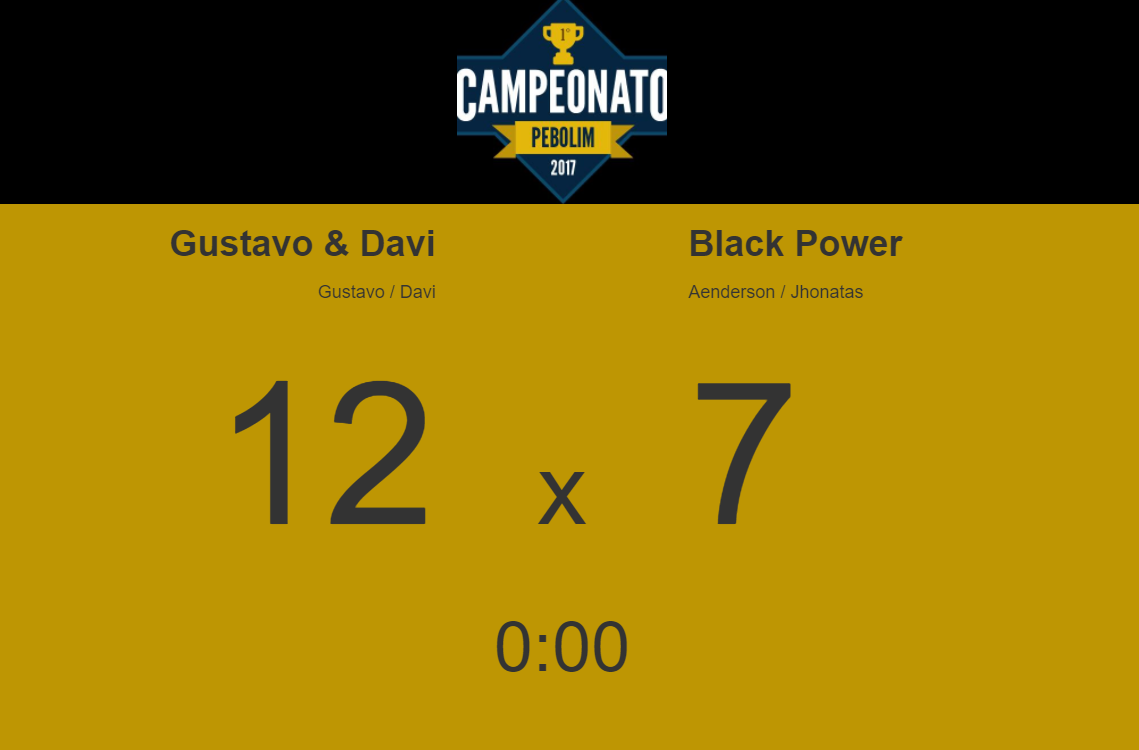 1º
CAMPEONATO
PEBOLIM
2017
Gustavo & Davi
Black Power
Gustavo / Davi
Aenderson / Jhonatas
12 x 7
0:00